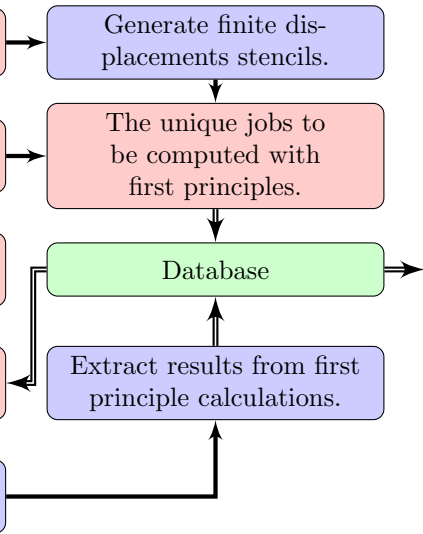 Generate finite dis-
placements stencils.
The unique jobs to
be computed with
first principles.
Database
Extract results from first
principle calculations.